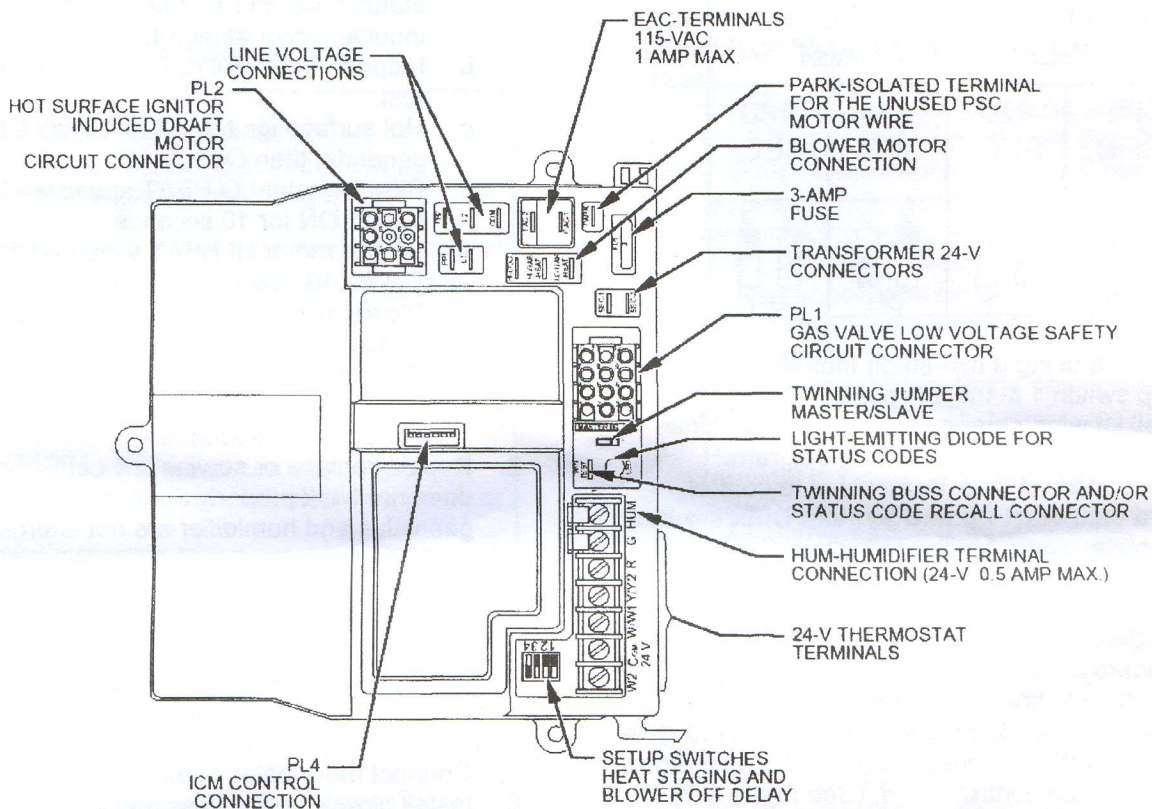 EAC-TERMINALS
115-VAC
1 AMP MAX.
LINE VOLTAGE
CONNECTIONS
PL2
HOT SURFACE IGNITOR
INDUCED DRAFT
MOTOR
CIRCUIT CONNECTOR
PARK-ISOLATED TERMINAL
FOR THE UNUSED PSC
MOTOR WIRE
BLOWER MOTOR
CONNECTION
3-AMP
FUSE
TRANSFORMER 24-V
CONNECTORS
PL1
GAS VALVE LOW VOLTAGE SAFETY
CIRCUIT CONNECTOR
TWINNING JUMPER
MASTER/SLAVE
LIGHT-EMITTING DIODE FOR
STATUS CODES
TWINNING BUSS CONNECTOR AND/OR
STATUS CODE RECALL CONNECTOR
HUM-HUMIDIFIER TERMINAL
CONNECTION (24-V 0.5 AMP MAX.)
HUM
G
R
Y/Y2
W/W1
COM
24 V
W2
24-V THERMOSTAT
TERMINALS
1234
SETUP SWITCHES
HEAT STAGING AND
BLOWER OFF DELAY
PL4
ICM CONTROL
CONNECTION